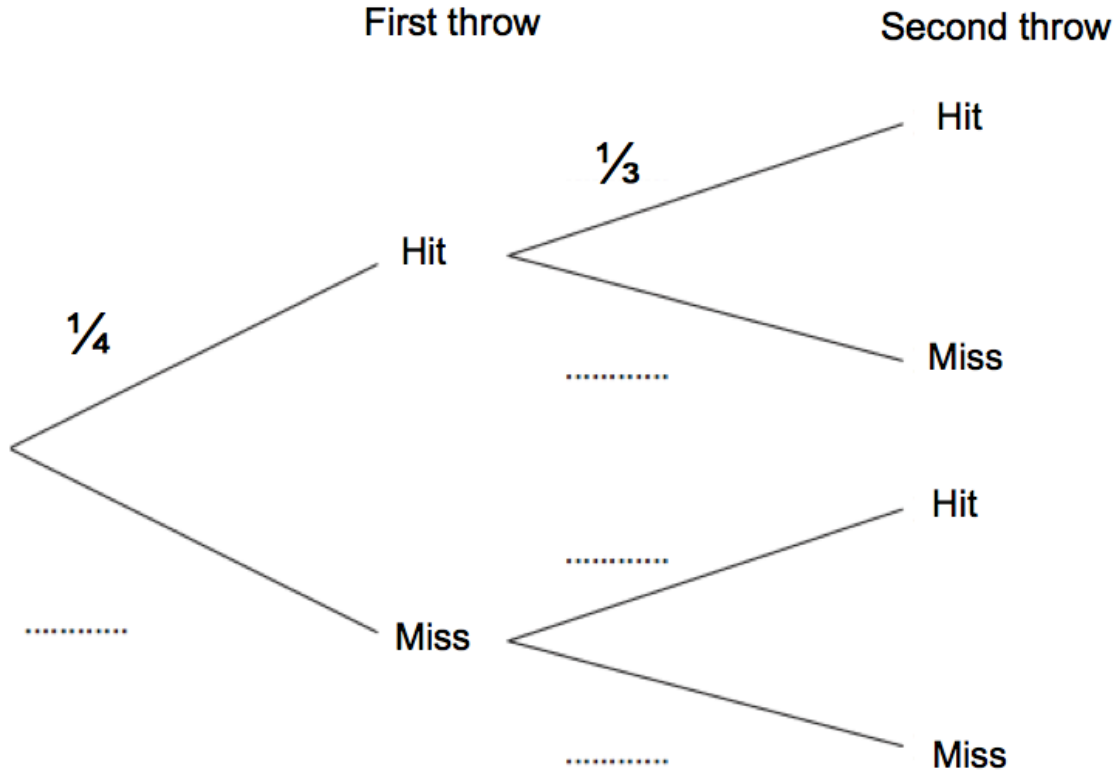 First throw
Second throw
Hit
⅓
Hit
¼
Miss
............
Hit
............
............
Miss
............
Miss